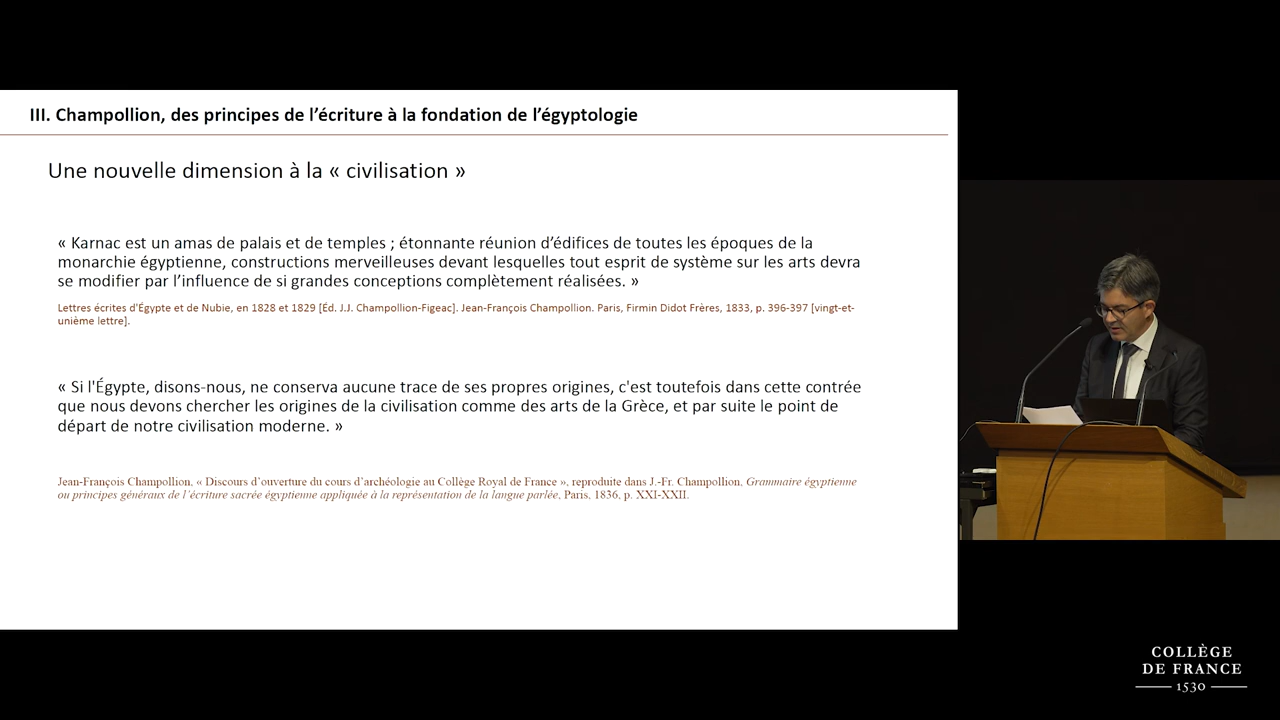 III. Champollion, des principes de l’écriture à la fondation de l’égyptologie
Une nouvelle dimension à la « civilisation »
« Karnac est un amas de palais et de temples ; étonnante réunion d’édifices de toutes les époques de la
monarchie égyptienne, constructions merveilleuses devant lesquelles tout esprit de système sur les arts devra
se modifier par l’influence de si grandes conceptions complètement réalisées. »
Lettres écrites d'Égypte et de Nubie, en 1828 et 1829 [Éd. J.J. Champollion-Figeac]. Jean-François Champollion. Paris, Firmin Didot Frères, 1833, p. 396-397 [vingt-et-
unième lettre].
« Si l'Égypte, disons-nous, ne conserva aucune trace de ses propres origines, c'est toutefois dans cette contrée
que nous devons chercher les origines de la civilisation comme des arts de la Grèce, et par suite le point de
départ de notre civilisation moderne. »
Jean-François Champollion, « Discours d’ouverture du cours d’archéologie au Collège Royal de France », reproduite dans J.-Fr. Champollion, Grammaire égyptienne
ou principes généraux de l’écriture sacrée égyptienne appliquée à la représentation de la langue parlée, Paris, 1836, p. XXI-XXII.
COLLÈGE
DE FRANCE
1530